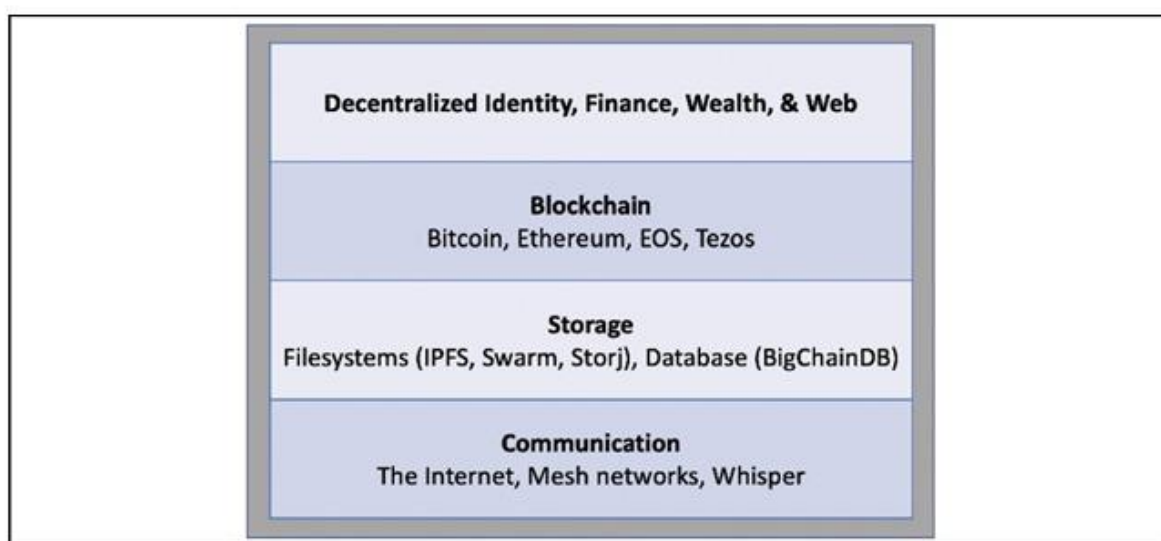 Decentralized Identity, Finance, Wealth, & Web
Blockchain
Bitcoin, Ethereum, EOS, Tezos
Storage
Filesystems (IPFS, Swarm, Storj), Database (BigChainDB)
Communication
The Internet, Mesh networks, Whisper